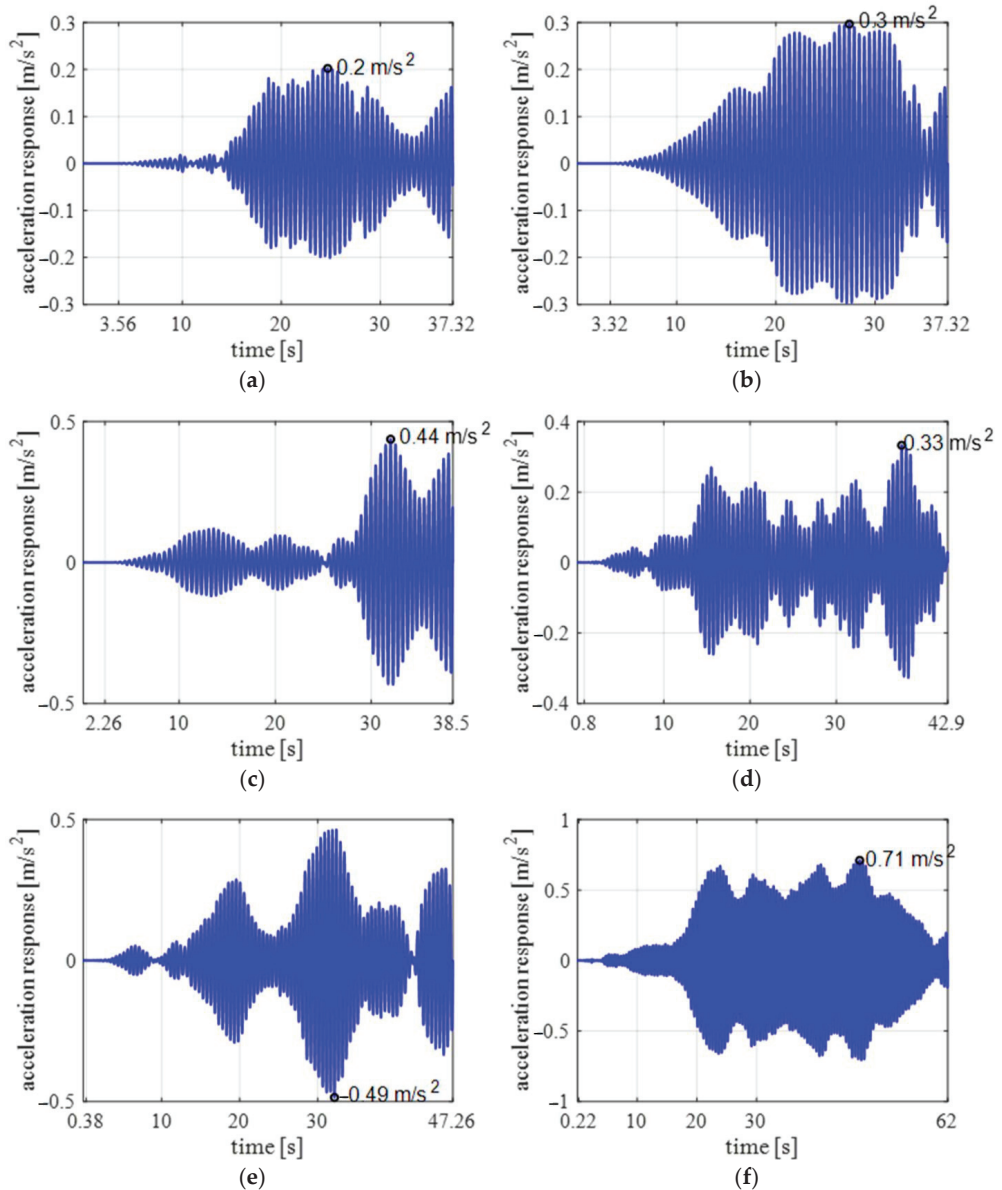 acceleration response [m/s²]
0.3
0.2
0.1
0
−0.1
−0.2
−0.3
0.2 m/s²
3.56 10 20 30 37.32
time [s]
(a)
acceleration response [m/s²]
0.3
0.2
0.1
0
−0.1
−0.2
−0.3
0.3 m/s²
3.32 10 20 30 37.32
time [s]
(b)
acceleration response [m/s²]
0.5
0
−0.5
0.44 m/s²
2.26 10 20 30 38.5
time [s]
(c)
acceleration response [m/s²]
0.4
0.2
0
−0.2
−0.4
0.33 m/s²
0.8 10 20 30 42.9
time [s]
(d)
acceleration response [m/s²]
0.5
0
−0.5
−0.49 m/s²
0.38 10 20 30 47.26
time [s]
(e)
acceleration response [m/s²]
1
0.5
0
−0.5
−1
0.71 m/s²
0.22 10 20 30 62
time [s]
(f)